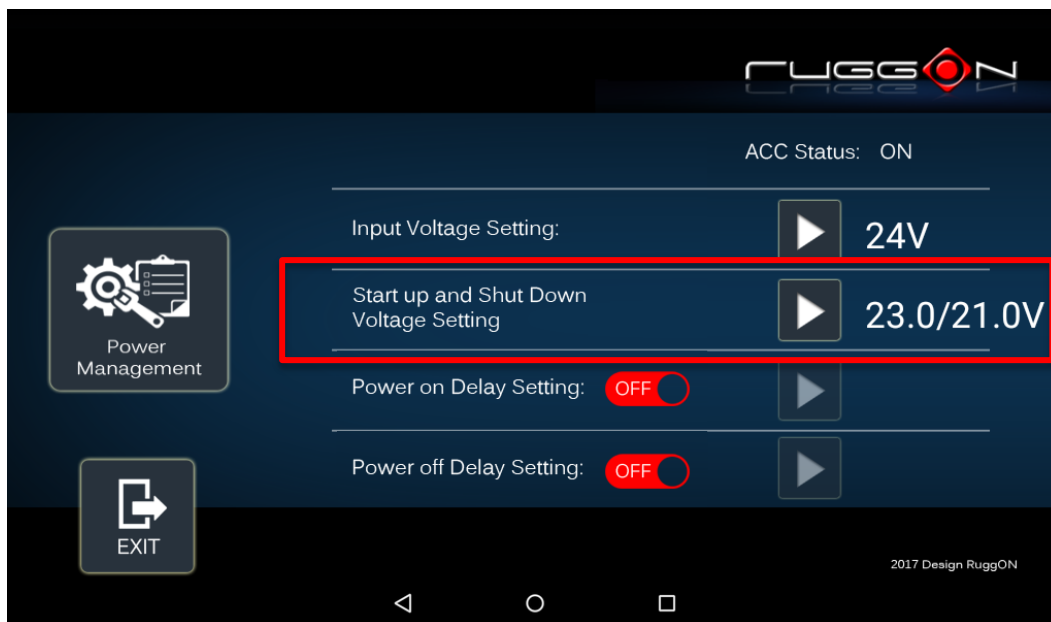 RUGGON
ACC Status: ON
Input Voltage Setting:
24V
Start up and Shut Down
Voltage Setting
23.0/21.0V
Power
Management
Power on Delay Setting:
OFF
Power off Delay Setting:
OFF
EXIT
2017 Design RuggON